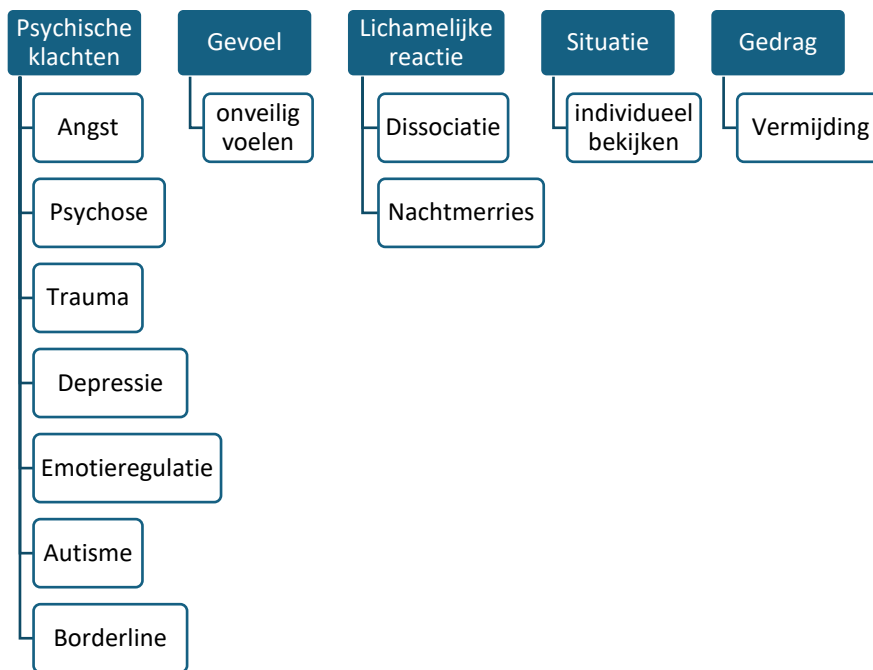 Psychische
klachten
Angst
Psychose
Trauma
Depressie
Emotieregulatie
Autisme
Borderline
Gevoel
onveilig
voelen
Lichamelijke
reactie
Dissociatie
Nachtmerries
Situatie
individueel
bekijken
Gedrag
Vermijding